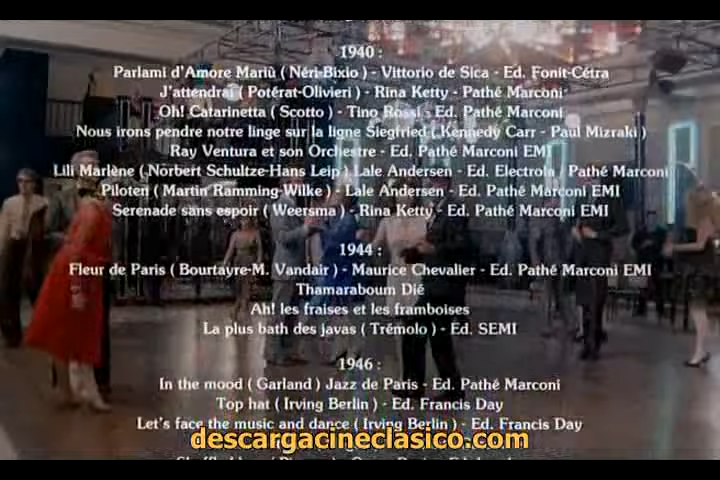 1940 :
Parlami d'Amore Mariù ( Néri-Bixio ) - Vittorio de Sica - Ed. Fonit-Cétra
J'attendrai ( Potérat-Olivieri ) - Rina Ketty - Pathé Marconi
Oh! Catarinetta ( Scotto ) - Tino Rossi - Ed. Pathé Marconi
Nous irons pendre notre linge sur la ligne Siegfried ( Kennedy Carr - Paul Mizraki )
Ray Ventura et son Orchestre - Ed. Pathé Marconi EMI
Lili Marlène ( Norbert Schultze-Hans Leip ) Lale Andersen - Ed. Electrola / Pathé Marconi
Piloten ( Martin Ramming-Wilke ) - Lale Andersen - Ed. Pathé Marconi EMI
Serenade sans espoir ( Weersma ) - Rina Ketty - Ed. Pathé Marconi EMI
1944 :
Fleur de Paris ( Bourtayre-M. Vandair ) - Maurice Chevalier - Ed. Pathé Marconi EMI
Thamaraboum Dié
Ah! les fraises et les framboises
La plus bath des javas ( Trémolo ) - Ed. SEMI
1946 :
In the mood ( Garland ) Jazz de Paris - Ed. Pathé Marconi
Top hat ( Irving Berlin ) - Ed. Francis Day
Let's face the music and dance ( Irving Berlin ) - Ed. Francis Day
descargacineclasico.com